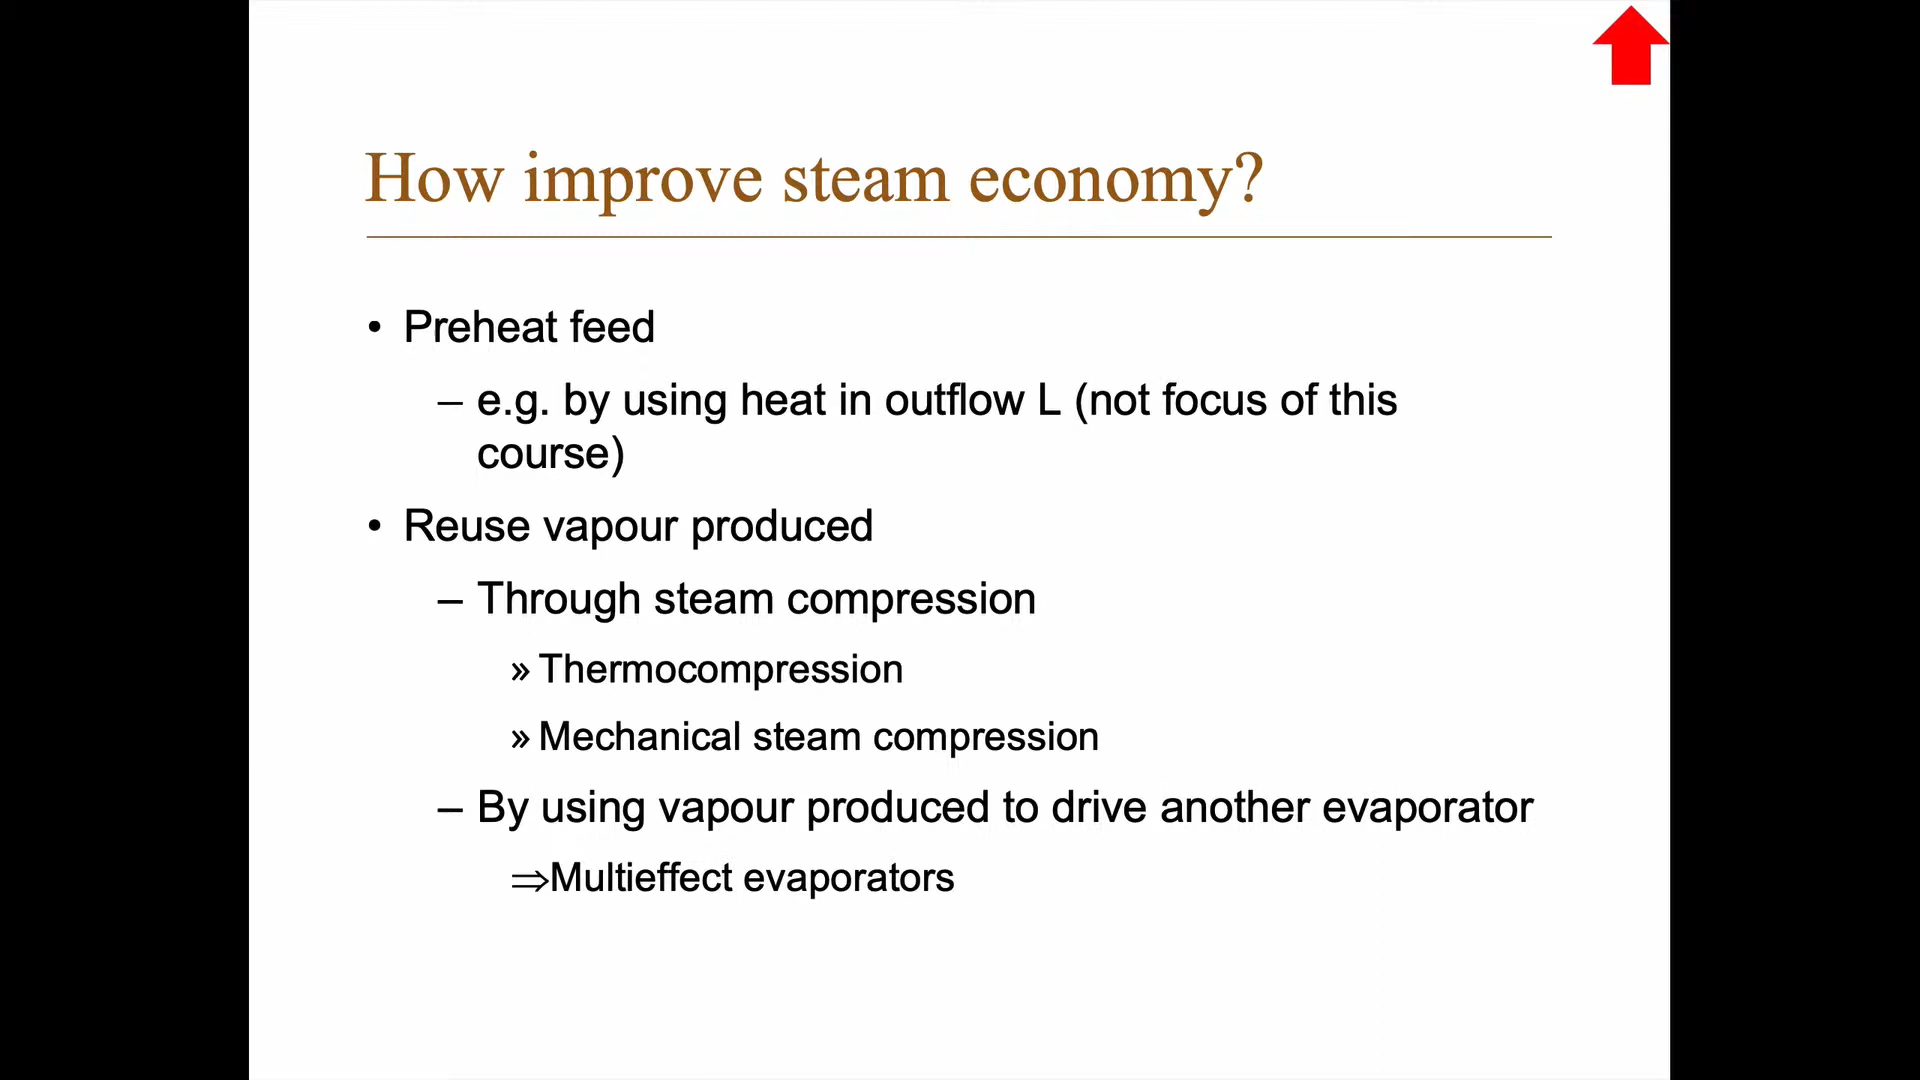 How improve steam economy?
• Preheat feed
– e.g. by using heat in outflow L (not focus of this
course)
• Reuse vapour produced
– Through steam compression
» Thermocompression
» Mechanical steam compression
– By using vapour produced to drive another evaporator
⇒Multieffect evaporators